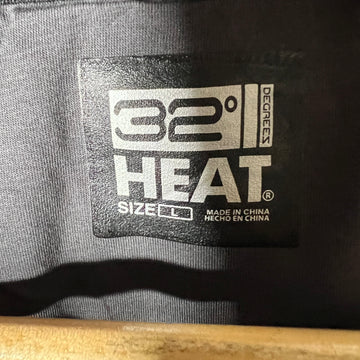 32° DEGREES
HEAT®
SIZE L
MADE IN CHINA
HECHO EN CHINA